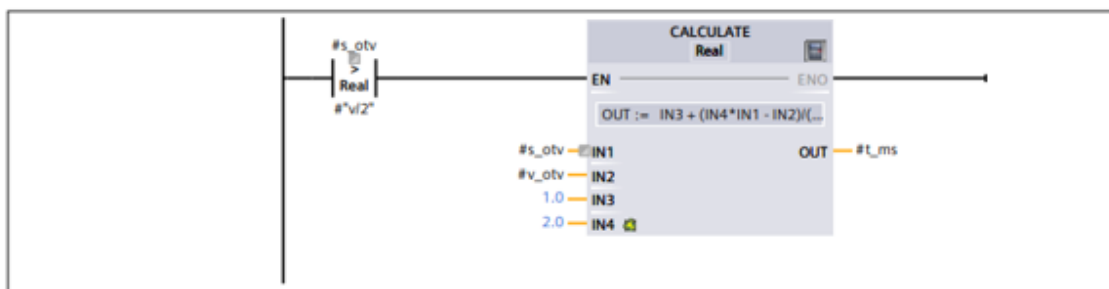 CALCULATE
Real
#s_otv
>
Real
#"v/2"
EN
ENO
OUT := IN3 + (IN4*IN1 - IN2)/(...
#s_otv IN1
OUT #t_ms
#v_otv IN2
1.0 IN3
2.0 IN4